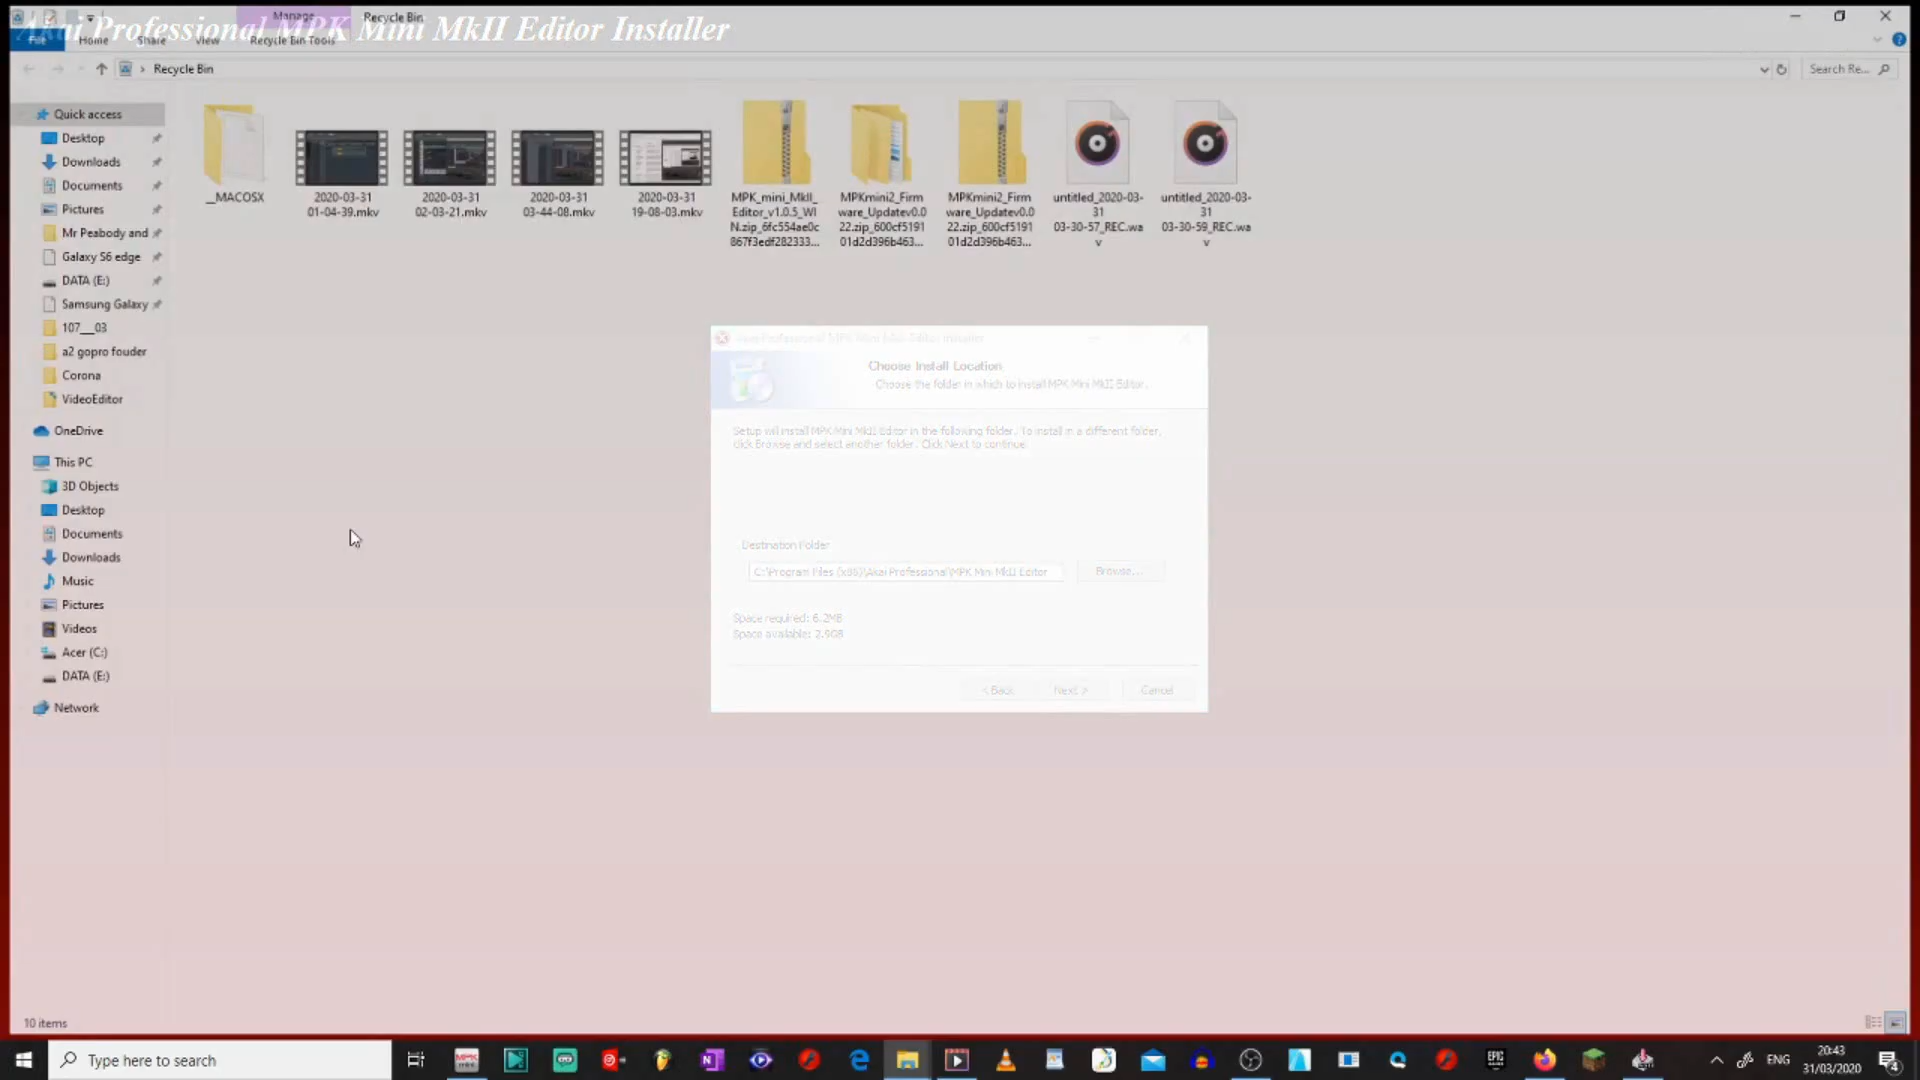 Manage
Recycle Bin
Akai Professional MPK Mini MkII Editor Installer
File
Home
Share
View
Recycle Bin Tools
Recycle Bin
Search Re...
Quick access
Desktop
Downloads
Documents
Pictures
Mr Peabody and
Galaxy S6 edge
DATA (E:)
Samsung Galaxy
107___03
a2 gopro fouder
Corona
VideoEditor
OneDrive
This PC
3D Objects
Desktop
Documents
Downloads
Music
Pictures
Videos
Acer (C:)
DATA (E:)
Network
__MACOSX
2020-03-31
01-04-39.mkv
2020-03-31
02-03-21.mkv
2020-03-31
03-44-08.mkv
2020-03-31
19-08-03.mkv
MPK_mini_MkII_
Editor_v1.0.5_WI
N.zip_6fc554ae0c
867f3edf282333...
MPKmini2_Firm
ware_Updatev0.0
22.zip_600cf5191
01d2d396b463...
MPKmini2_Firm
ware_Updatev0.0
22.zip_600cf5191
01d2d396b463...
untitled_2020-03-
31
03-30-57_REC.wa
v
untitled_2020-03-
31
03-30-59_REC.wa
v
Akai Professional MPK Mini MkII Editor Installer
Choose Install Location
Choose the folder in which to install MPK Mini MkII Editor.
Setup will install MPK Mini MkII Editor in the following folder. To install in a different folder,
click Browse and select another folder. Click Next to continue.
Destination Folder
C:\Program Files (x86)\Akai Professional\MPK Mini MkII Editor
Browse...
Space required: 6.2MB
Space available: 2.9GB
< Back
Next >
Cancel
10 items
Type here to search
EPIC
ENG
20:43
31/03/2020
4